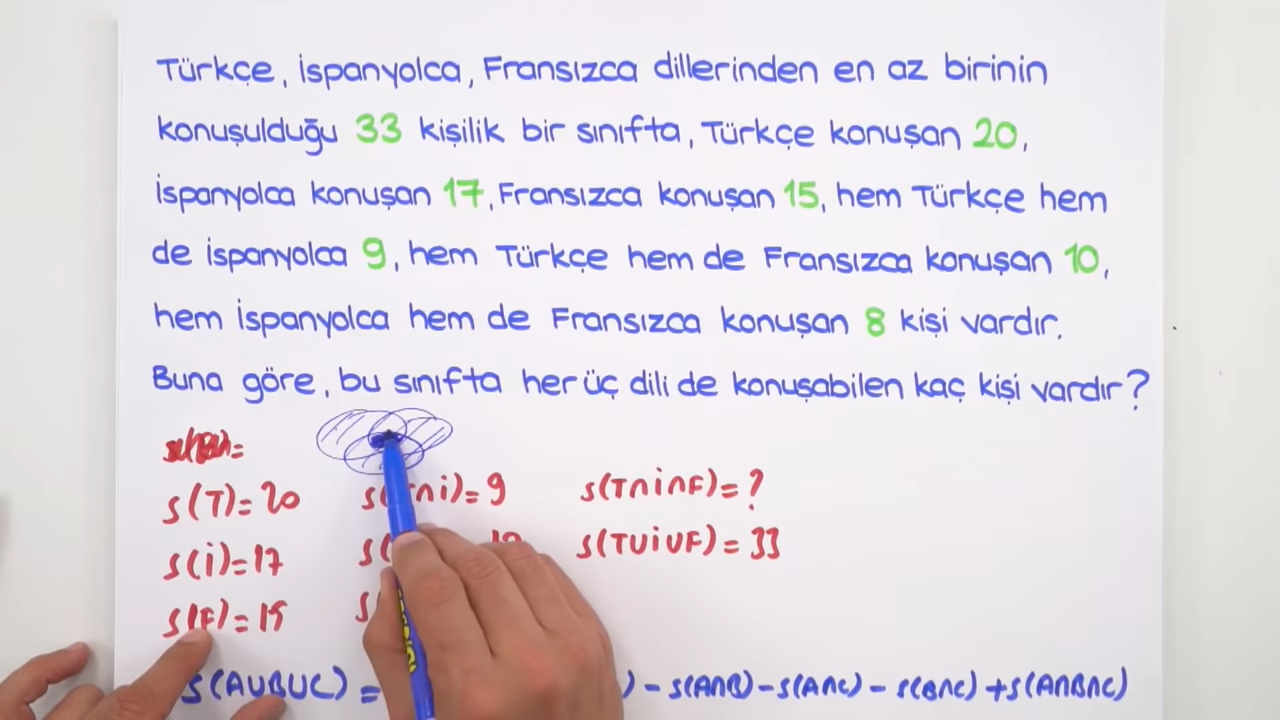 Türkçe, İspanyolca, Fransızca dillerinden en az birinin
konuşulduğu 33 kişilik bir sınıfta, Türkçe konuşan 20,
İspanyolca konuşan 17, Fransızca konuşan 15, hem Türkçe hem
de İspanyolca 9, hem Türkçe hem de Fransızca konuşan 10,
hem İspanyolca hem de Fransızca konuşan 8 kişi vardır.
Buna göre, bu sınıfta her üç dili de konuşabilen kaç kişi vardır?
s(T)=20 ∩i)=9 s(T∩i∩F)=?
s(i)=17 s( s(TUiUF)=33
s(F)=15 s
s(AUBUC) = ) - s(A∩B) - s(A∩C) - s(B∩C) + s(A∩B∩C)